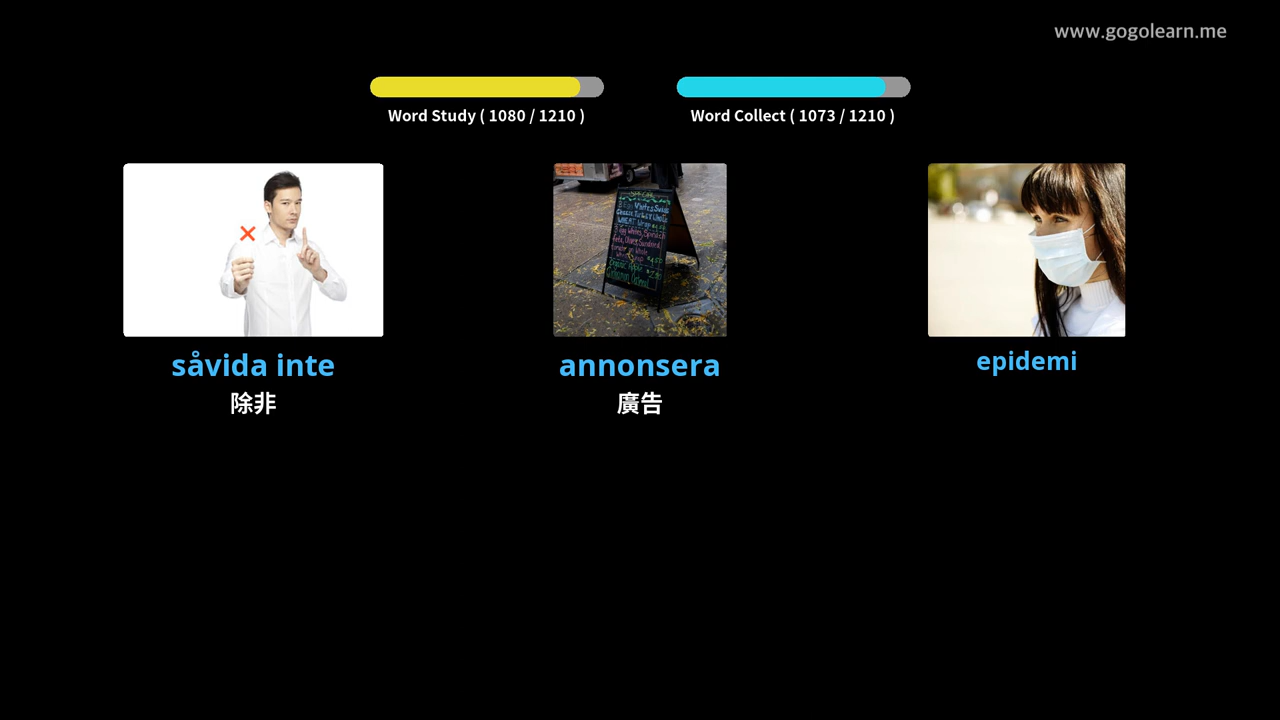 www.gogolearn.me
Word Study ( 1080 / 1210 )
Word Collect ( 1073 / 1210 )
såvida inte
除非
annonsera
廣告
epidemi